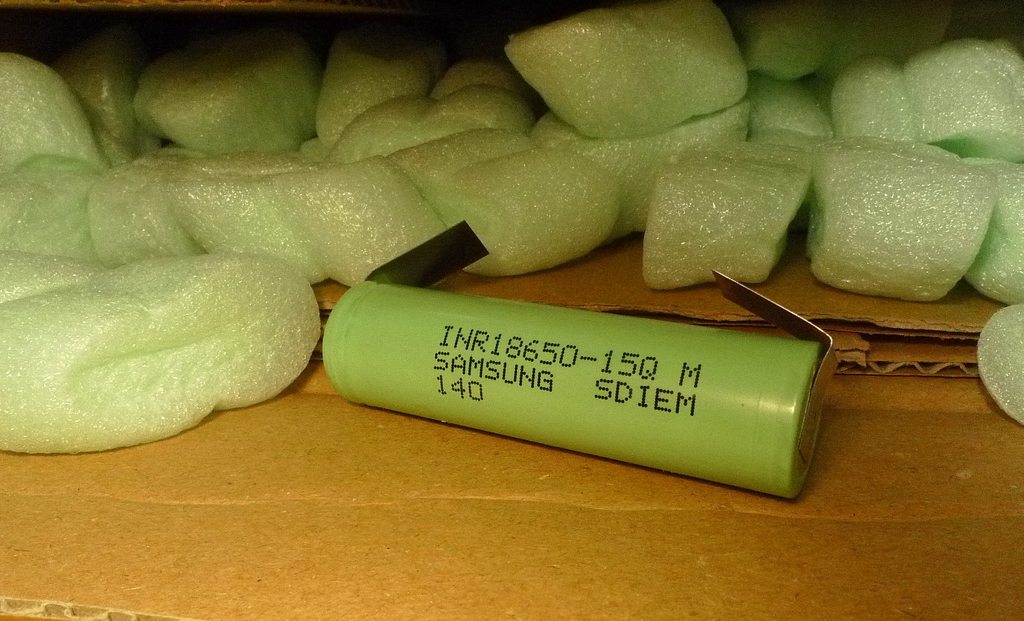 INR18650-15Q M
SAMSUNG SDIEM
140